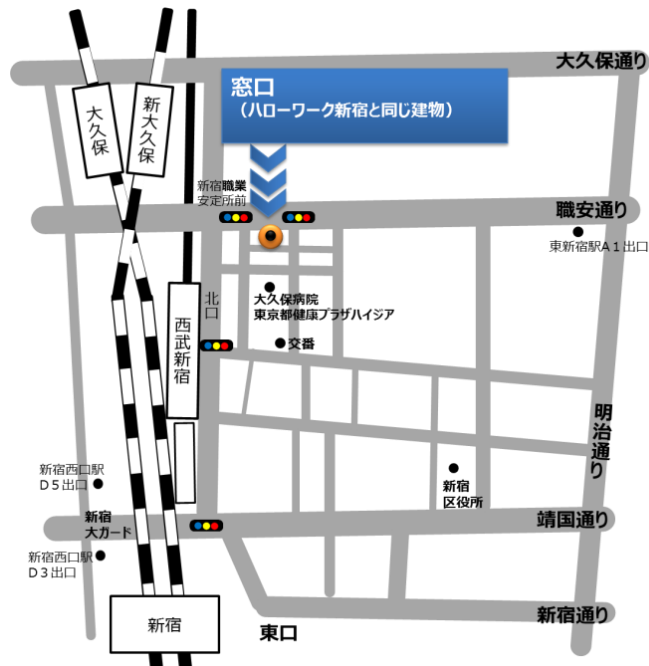 大久保通り
窓口
（ハローワーク新宿と同じ建物）
大久保
新大久保
新宿職業
安定所前
職安通り
東新宿駅A１出口
北口
大久保病院
東京都健康プラザハイジア
西武新宿
交番
明治通り
新宿西口駅
D５出口
新宿
区役所
新宿
大ガード
靖国通り
新宿西口駅
D３出口
新宿
東口
新宿通り